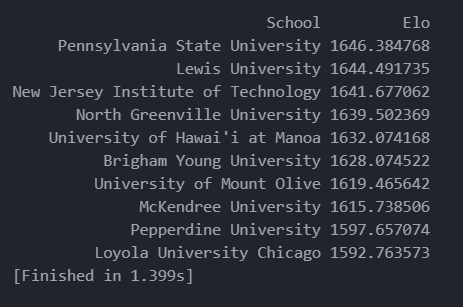 School Elo
Pennsylvania State University 1646.384768
Lewis University 1644.491735
New Jersey Institute of Technology 1641.677062
North Greenville University 1639.502369
University of Hawai'i at Manoa 1632.074168
Brigham Young University 1628.074522
University of Mount Olive 1619.465642
McKendree University 1615.738506
Pepperdine University 1597.657074
Loyola University Chicago 1592.763573
[Finished in 1.399s]